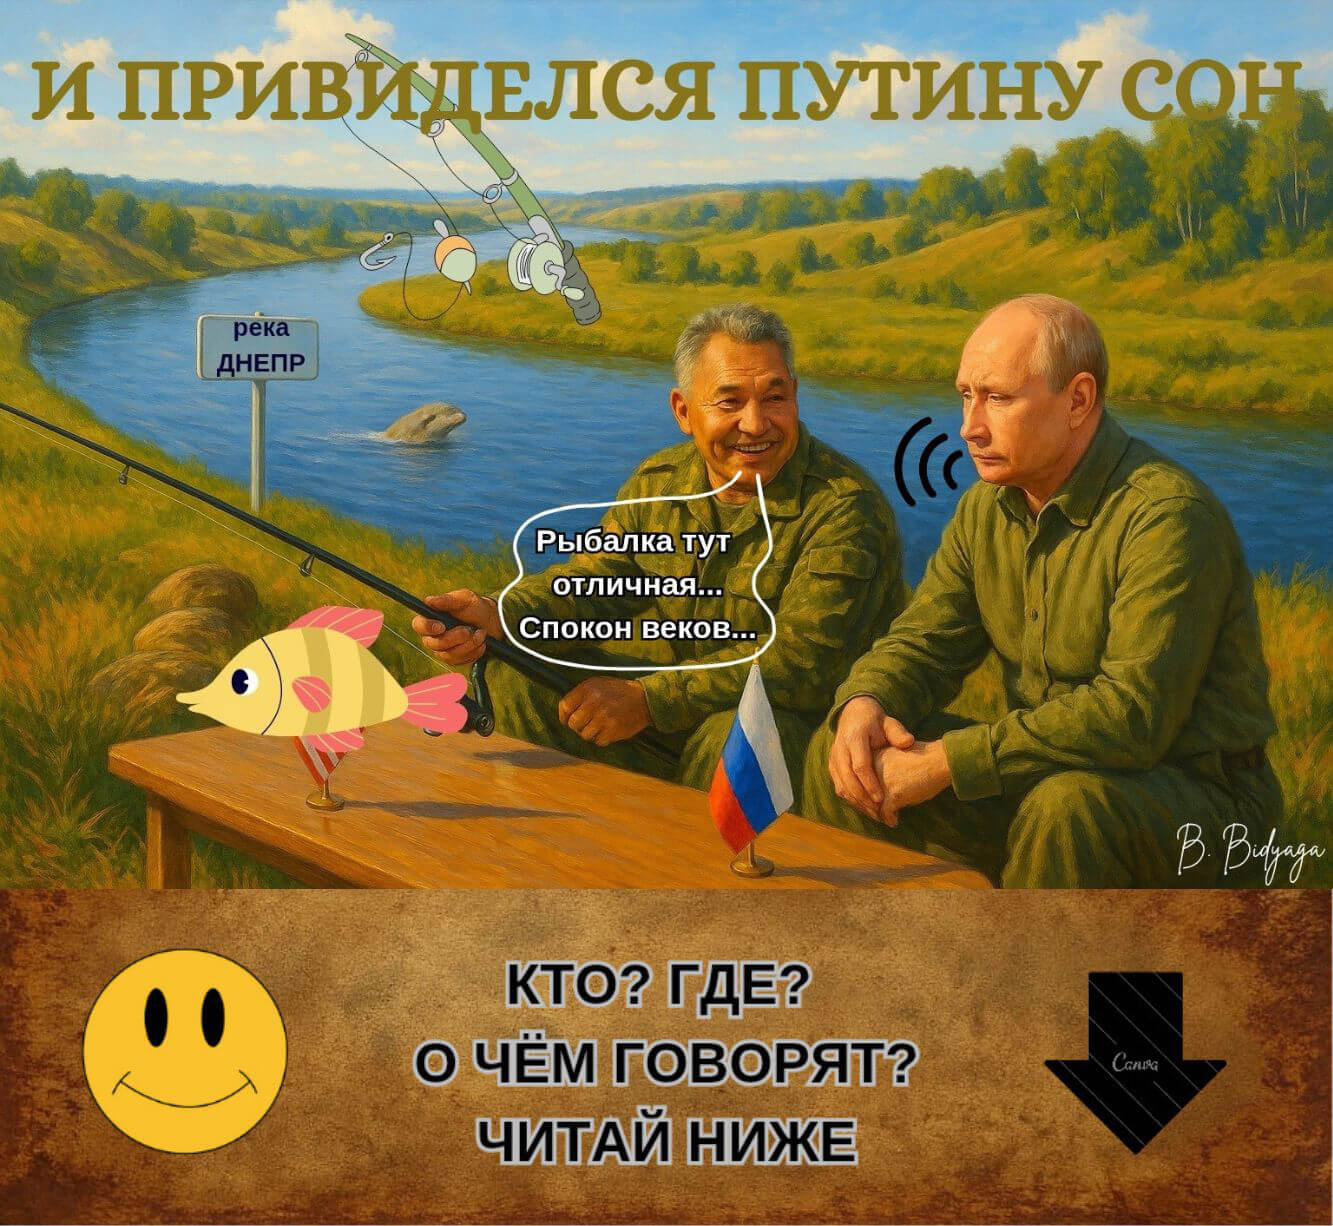 И ПРИВИДЕЛСЯ ПУТИНУ СОН
река
ДНЕПР
Рыбалка тут
отличная...
Спокон веков...
B. Bidyaga
КТО? ГДЕ?
О ЧЁМ ГОВОРЯТ?
ЧИТАЙ НИЖЕ
Canva